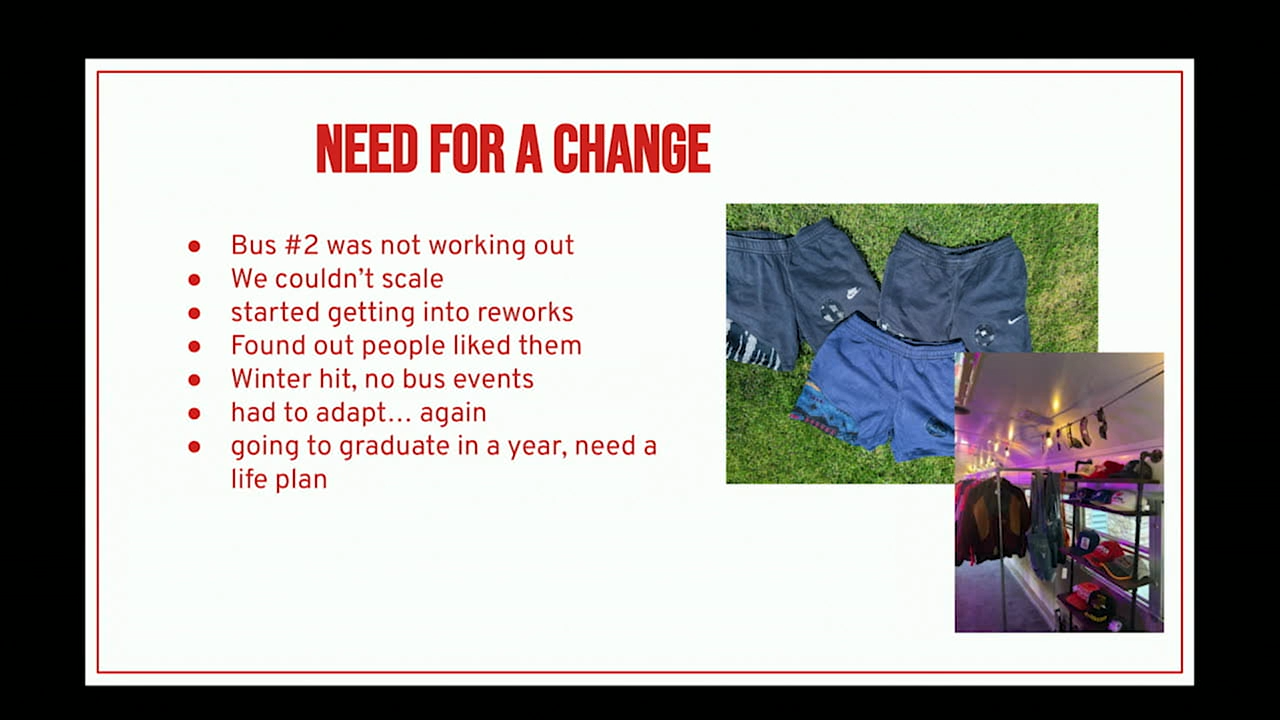 NEED FOR A CHANGE
● Bus #2 was not working out
● We couldn't scale
● started getting into reworks
● Found out people liked them
● Winter hit, no bus events
● had to adapt... again
● going to graduate in a year, need a
life plan